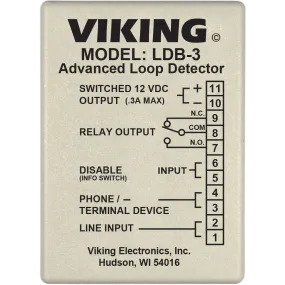 VIKING ©
MODEL: LDB-3
Advanced Loop Detector
SWITCHED 12 VDC + 11
OUTPUT (.3A MAX) − 10
N.C. 9
RELAY OUTPUT COM 8
N.O. 7
DISABLE INPUT 6
(INFO SWITCH) 5
PHONE / 4
TERMINAL DEVICE 3
LINE INPUT 2
1
Viking Electronics, Inc.
Hudson, WI 54016